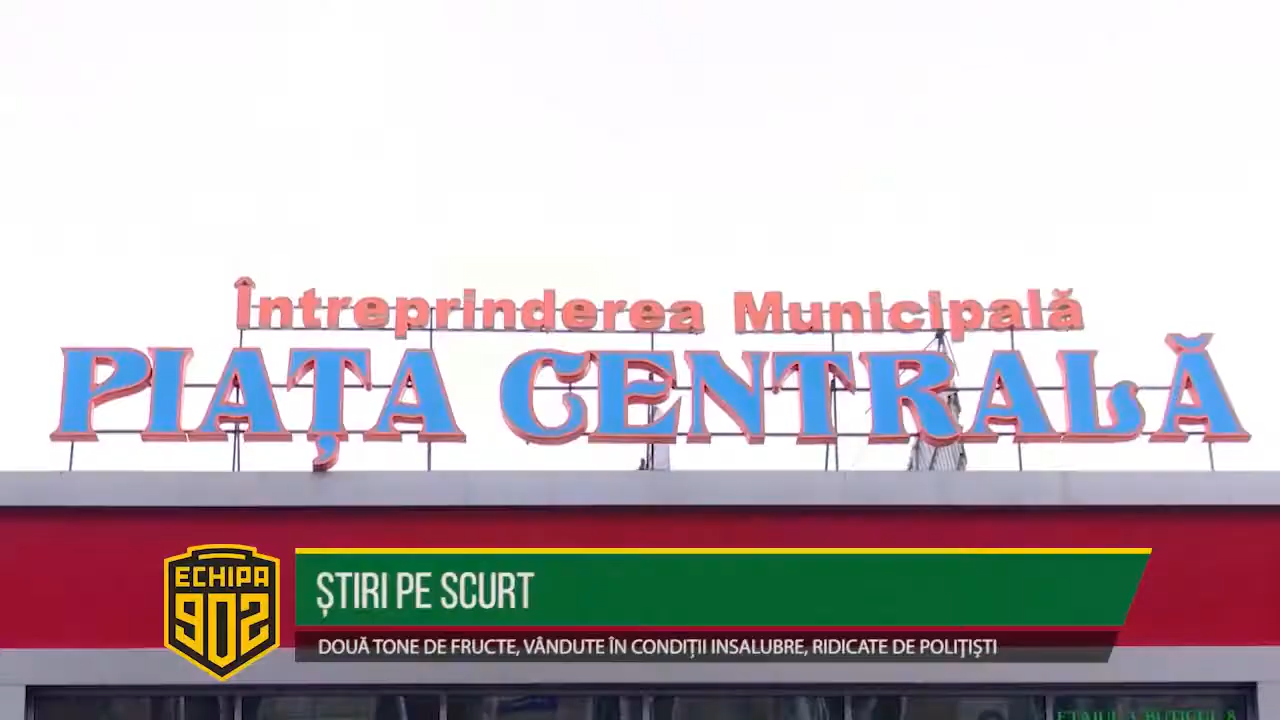 Întreprinderea Municipală
PIAȚA CENTRALĂ
ECHIPA
902
ȘTIRI PE SCURT
DOUĂ TONE DE FRUCTE, VÂNDUTE ÎN CONDIȚII INSALUBRE, RIDICATE DE POLIȚIȘTI